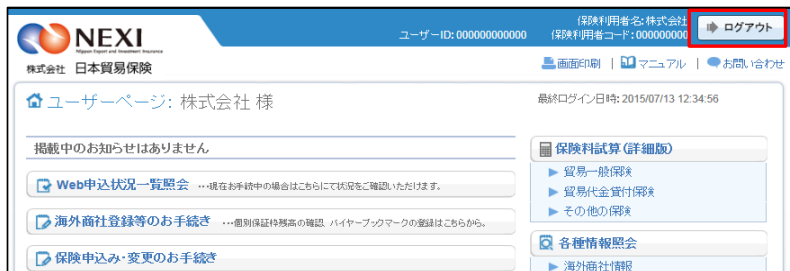 NEXI
Nippon Export and Investment Insurance
株式会社 日本貿易保険
ユーザーID: 000000000000
保険利用者名: 株式会社
保険利用者コード: 000000000
ログアウト
画面印刷 | マニュアル | お問い合わせ
ユーザーページ: 株式会社 様
最終ログイン日時: 2015/07/13 12:34:56
掲載中のお知らせはありません
Web申込状況一覧照会 …現在お手続中の場合はこちらにて状況をご確認いただけます。
海外商社登録等のお手続き …個別保証枠残高の確認、バイヤーブックマークの登録はこちらから。
保険申込み・変更のお手続き
保険料試算(詳細版)
貿易一般保険
貿易代金貸付保険
その他の保険
各種情報照会
海外商社情報